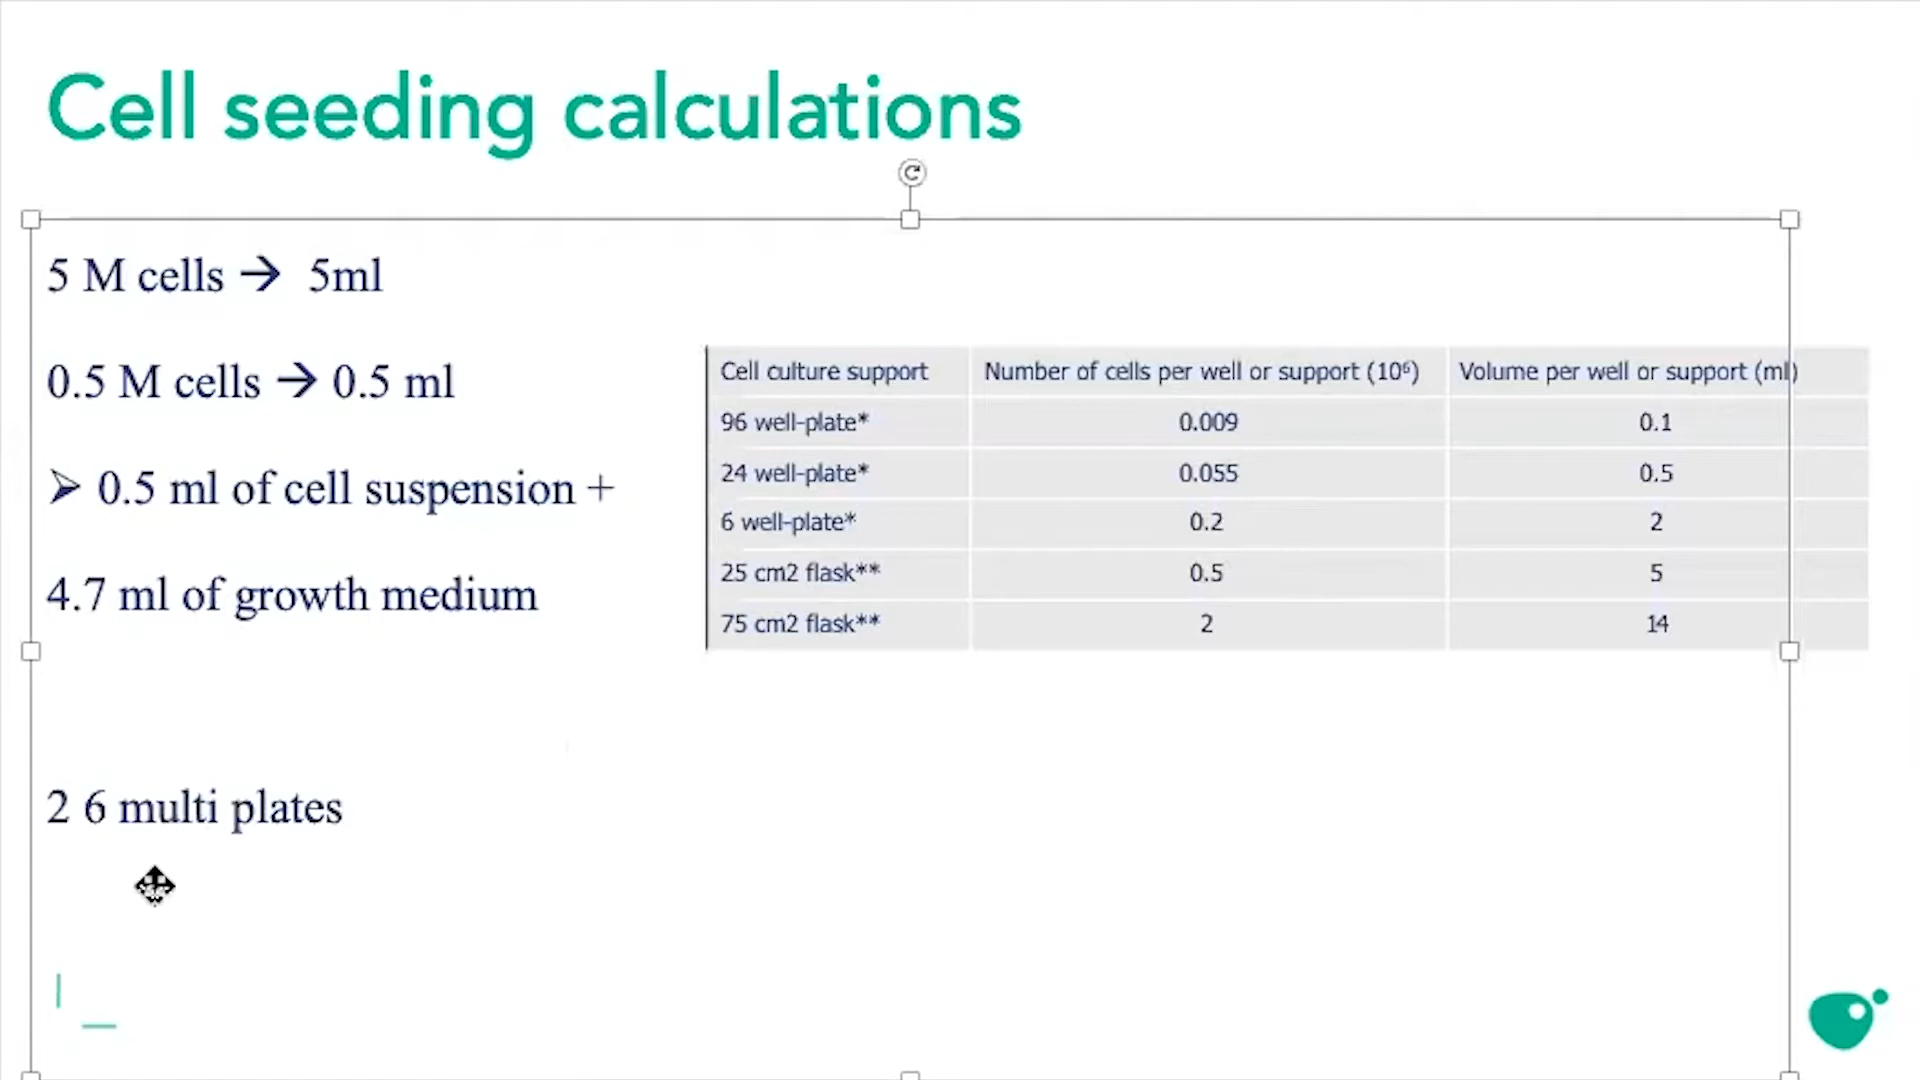 Cell seeding calculations
5 M cells → 5ml
0.5 M cells → 0.5 ml
➢ 0.5 ml of cell suspension +
4.7 ml of growth medium
2 6 multi plates
Cell culture support Number of cells per well or support (10⁶) Volume per well or support (ml)
96 well-plate* 0.009 0.1
24 well-plate* 0.055 0.5
6 well-plate* 0.2 2
25 cm2 flask** 0.5 5
75 cm2 flask** 2 14